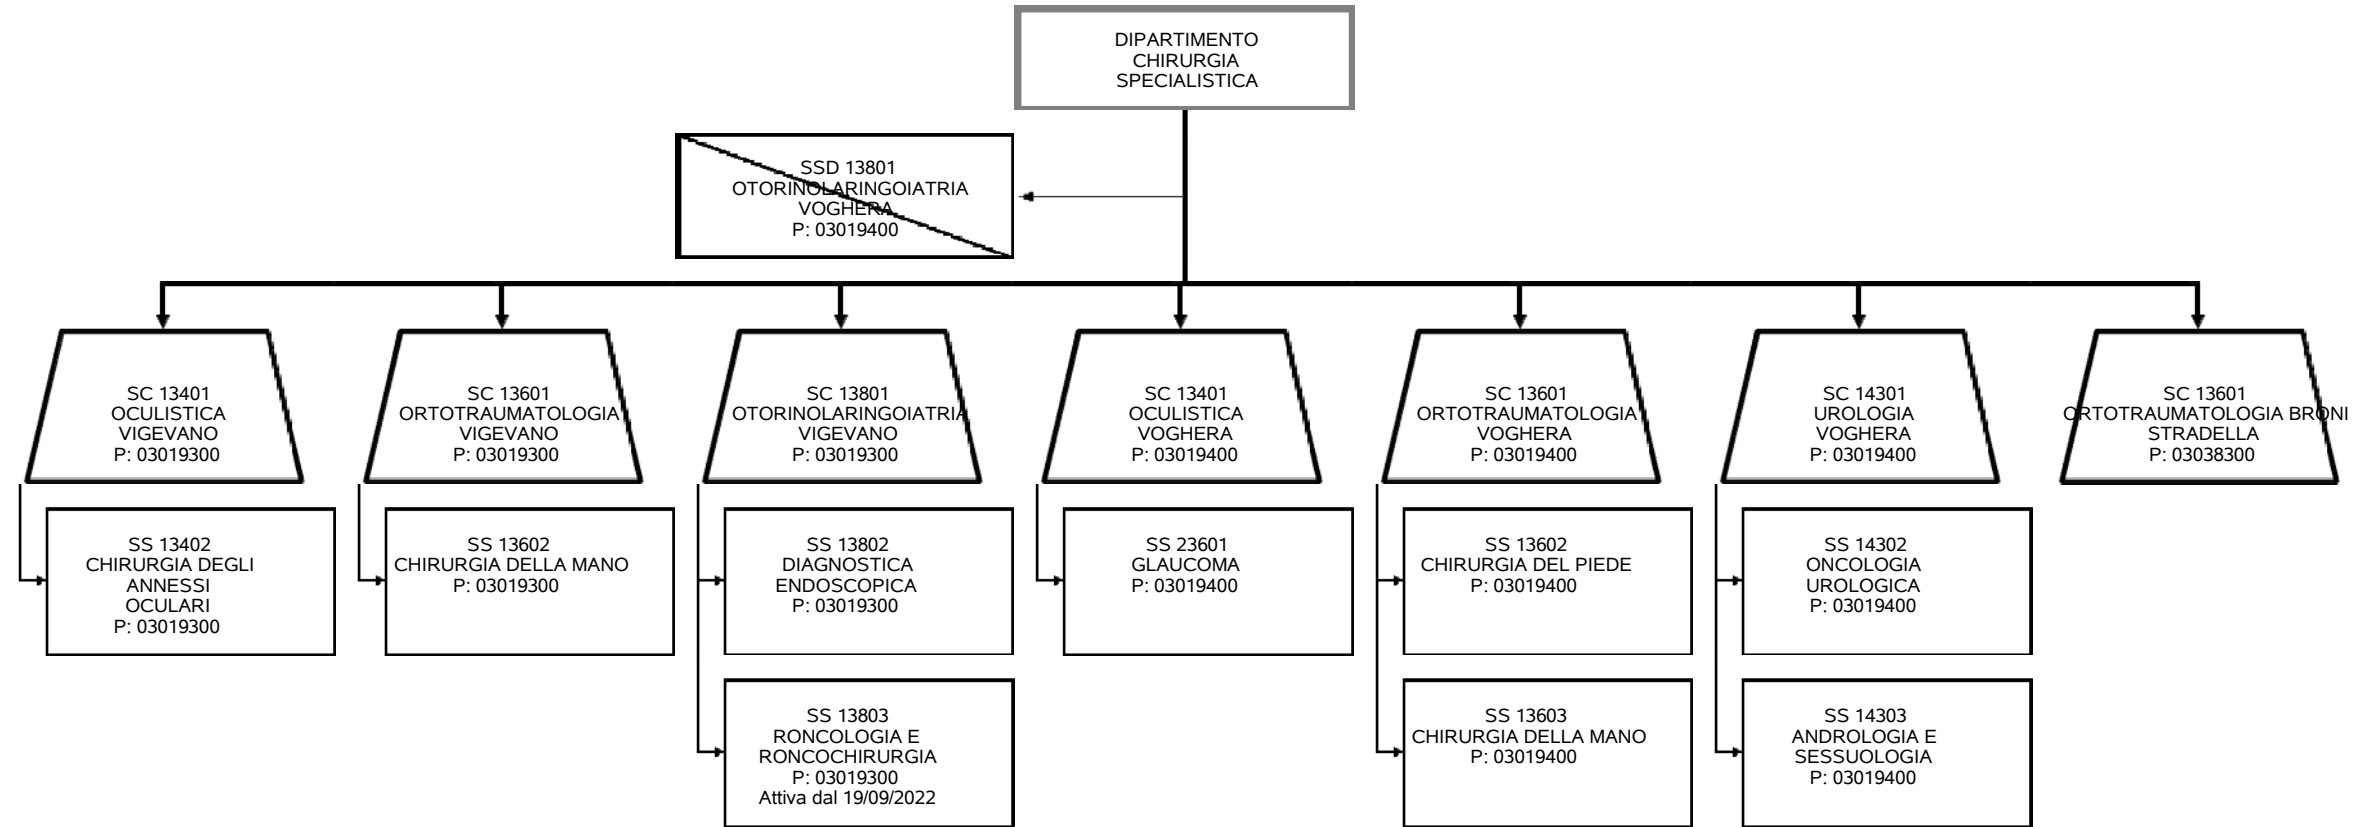 DIPARTIMENTO
CHIRURGIA
SPECIALISTICA
SSD 13801
OTORINOLARINGOIATRIA
VOGHERA
P: 03019400
SC 13401
OCULISTICA
VIGEVANO
P: 03019300
SC 13601
ORTOTRAUMATOLOGIA
VIGEVANO
P: 03019300
SC 13801
OTORINOLARINGOIATRIA
VIGEVANO
P: 03019300
SC 13401
OCULISTICA
VOGHERA
P: 03019400
SC 13601
ORTOTRAUMATOLOGIA
VOGHERA
P: 03019400
SC 14301
UROLOGIA
VOGHERA
P: 03019400
SC 13601
ORTOTRAUMATOLOGIA BRONI
STRADELLA
P: 03038300
SS 13402
CHIRURGIA DEGLI
ANNESSI
OCULARI
P: 03019300
SS 13602
CHIRURGIA DELLA MANO
P: 03019300
SS 13802
DIAGNOSTICA
ENDOSCOPICA
P: 03019300
SS 23601
GLAUCOMA
P: 03019400
SS 13602
CHIRURGIA DEL PIEDE
P: 03019400
SS 14302
ONCOLOGIA
UROLOGICA
P: 03019400
SS 13803
RONCOLOGIA E
RONCOCHIRURGIA
P: 03019300
Attiva dal 19/09/2022
SS 13603
CHIRURGIA DELLA MANO
P: 03019400
SS 14303
ANDROLOGIA E
SESSUOLOGIA
P: 03019400